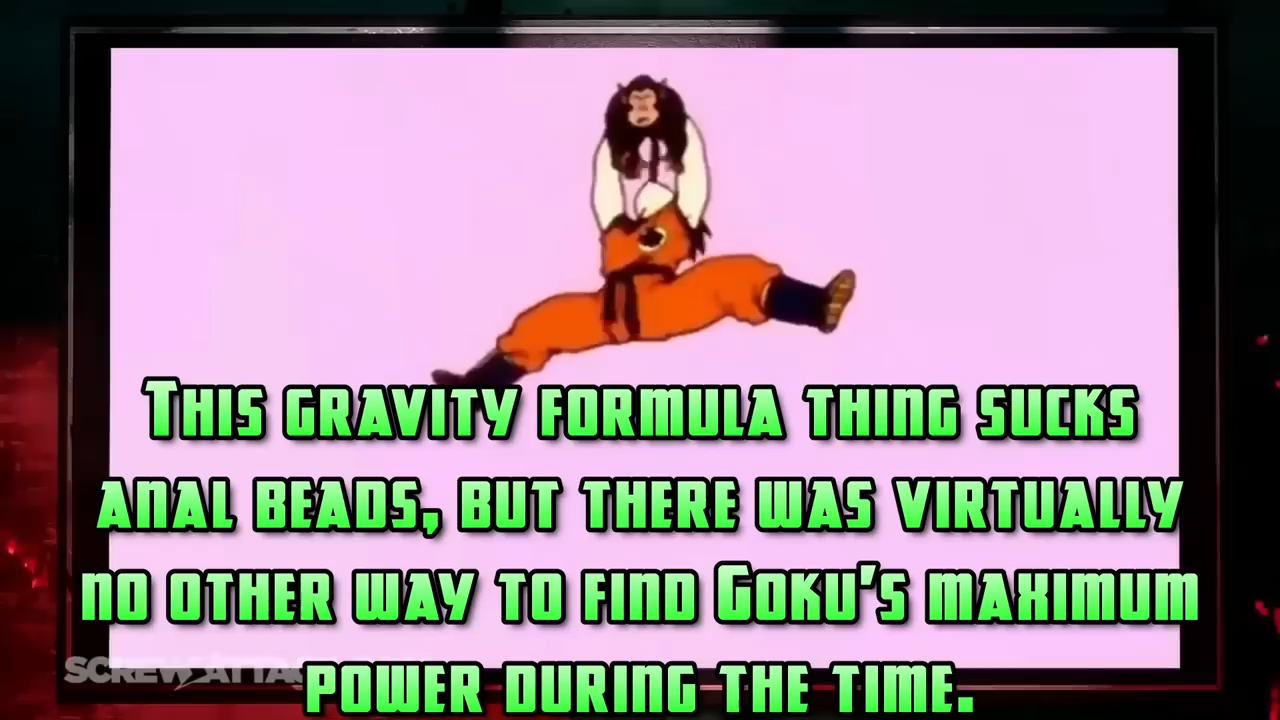 This gravity formula thing sucks
anal beads, but there was virtually
no other way to find Goku's maximum
power during the time.
SCREWATTA